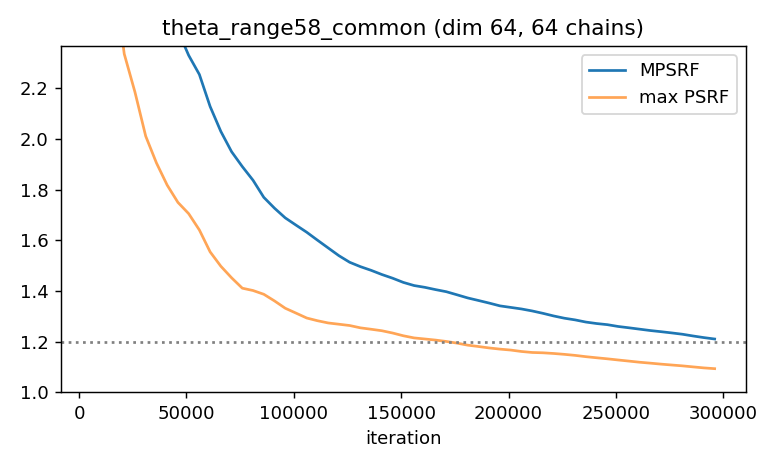 theta_range58_common (dim 64, 64 chains)
MPSRF
max PSRF
2.2
2.0
1.8
1.6
1.4
1.2
1.0
0 50000 100000 150000 200000 250000 300000
iteration